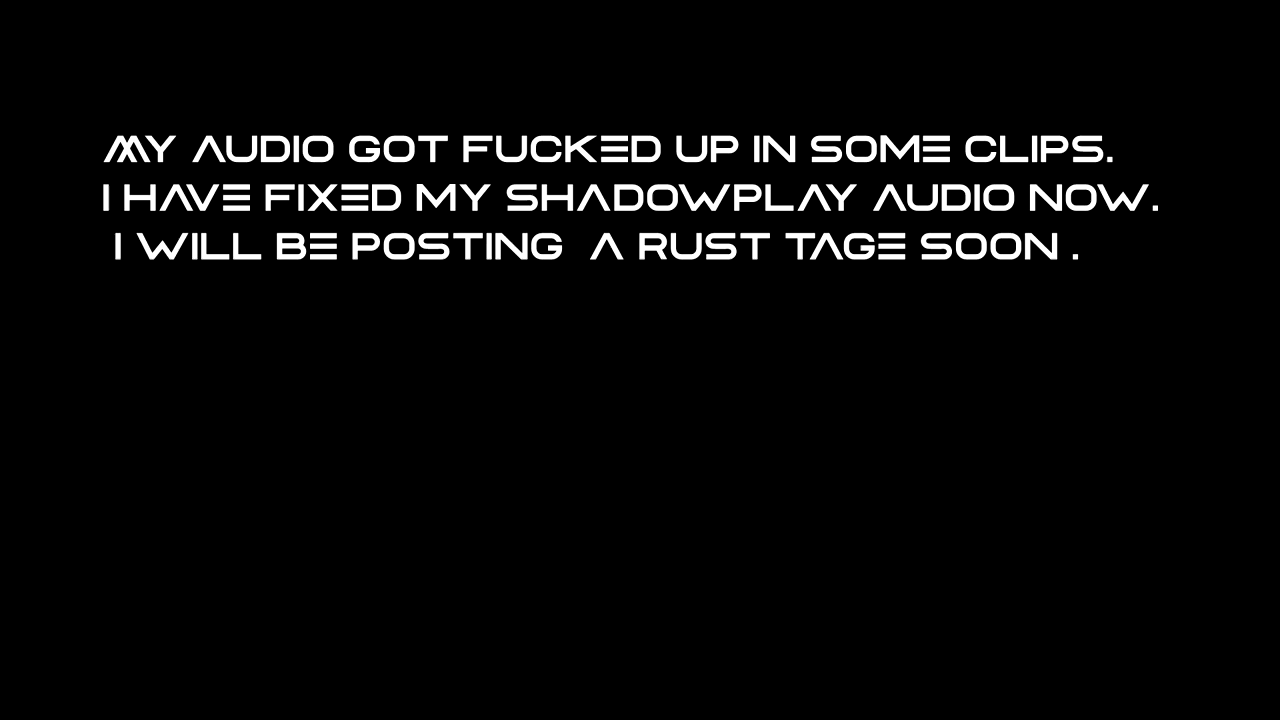 MY AUDIO GOT FUCKED UP IN SOME CLIPS.
I HAVE FIXED MY SHADOWPLAY AUDIO NOW.
I WILL BE POSTING A RUST TAGE SOON .